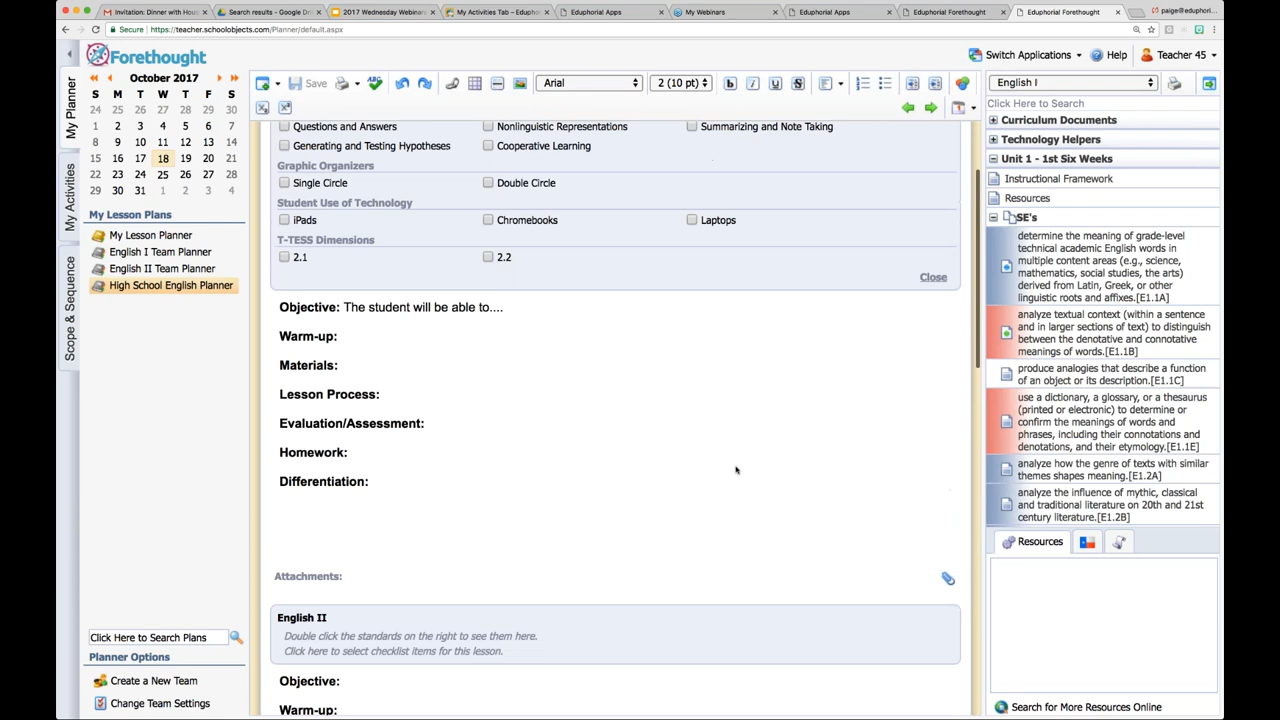 Invitation: Dinner with Hous
Search results - Google Driv
2017 Wednesday Webinars
My Activities Tab – Eduphori
Eduphorial Apps
My Webinars
Eduphorial Apps
Eduphorial Forethought
Eduphorial Forethought
paige@eduphori
Secure
https://teacher.schoolobjects.com/Planner/default.aspx
Forethought
Switch Applications
Help
Teacher 45
My Planner
My Activities
Scope & Sequence
October 2017
S M T W T F S
24 25 26 27 28 29 30
1 2 3 4 5 6 7
8 9 10 11 12 13 14
15 16 17 18 19 20 21
22 23 24 25 26 27 28
29 30 31 1 2 3 4
My Lesson Plans
My Lesson Planner
English I Team Planner
English II Team Planner
High School English Planner
Click Here to Search Plans
Planner Options
Create a New Team
Change Team Settings
Save
ABC
Arial
2 (10 pt)
b i U S
Questions and Answers
Nonlinguistic Representations
Summarizing and Note Taking
Generating and Testing Hypotheses
Cooperative Learning
Graphic Organizers
Single Circle
Double Circle
Student Use of Technology
iPads
Chromebooks
Laptops
T-TESS Dimensions
2.1
2.2
Close
Objective: The student will be able to....
Warm-up:
Materials:
Lesson Process:
Evaluation/Assessment:
Homework:
Differentiation:
Attachments:
English II
Double click the standards on the right to see them here.
Click here to select checklist items for this lesson.
Objective:
Warm-up:
English I
Click Here to Search
Curriculum Documents
Technology Helpers
Unit 1 - 1st Six Weeks
Instructional Framework
Resources
SE's
determine the meaning of grade-level
technical academic English words in
multiple content areas (e.g., science,
mathematics, social studies, the arts)
derived from Latin, Greek, or other
linguistic roots and affixes.[E1.1A]
analyze textual context (within a sentence
and in larger sections of text) to distinguish
between the denotative and connotative
meanings of words.[E1.1B]
produce analogies that describe a function
of an object or its description.[E1.1C]
use a dictionary, a glossary, or a thesaurus
(printed or electronic) to determine or
confirm the meanings of words and
phrases, including their connotations and
denotations, and their etymology.[E1.1E]
analyze how the genre of texts with similar
themes shapes meaning.[E1.2A]
analyze the influence of mythic, classical
and traditional literature on 20th and 21st
century literature.[E1.2B]
Resources
Search for More Resources Online